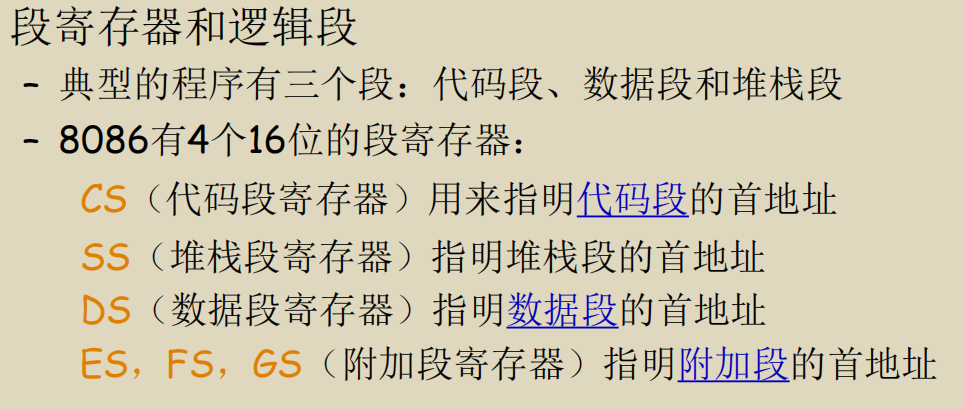 段寄存器和逻辑段
– 典型的程序有三个段：代码段、数据段和堆栈段
– 8086有4个16位的段寄存器：
CS（代码段寄存器）用来指明代码段的首地址
SS（堆栈段寄存器）指明堆栈段的首地址
DS（数据段寄存器）指明数据段的首地址
ES，FS，GS（附加段寄存器）指明附加段的首地址